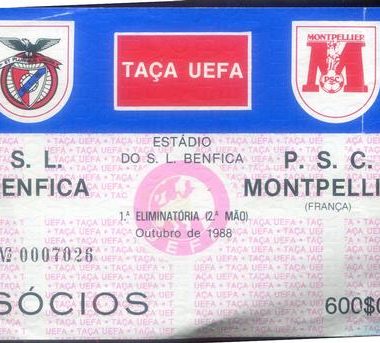 MONTPELLIER
PSC
TAÇA UEFA
ESTÁDIO
DO S. L. BENFICA
S. L.
ENFICA
P. S. C.
MONTPELLI
(FRANÇA)
1.ª ELIMINATÓRIA (2.ª MÃO)
Outubro de 1988
Nº 0007026
SÓCIOS
600$0